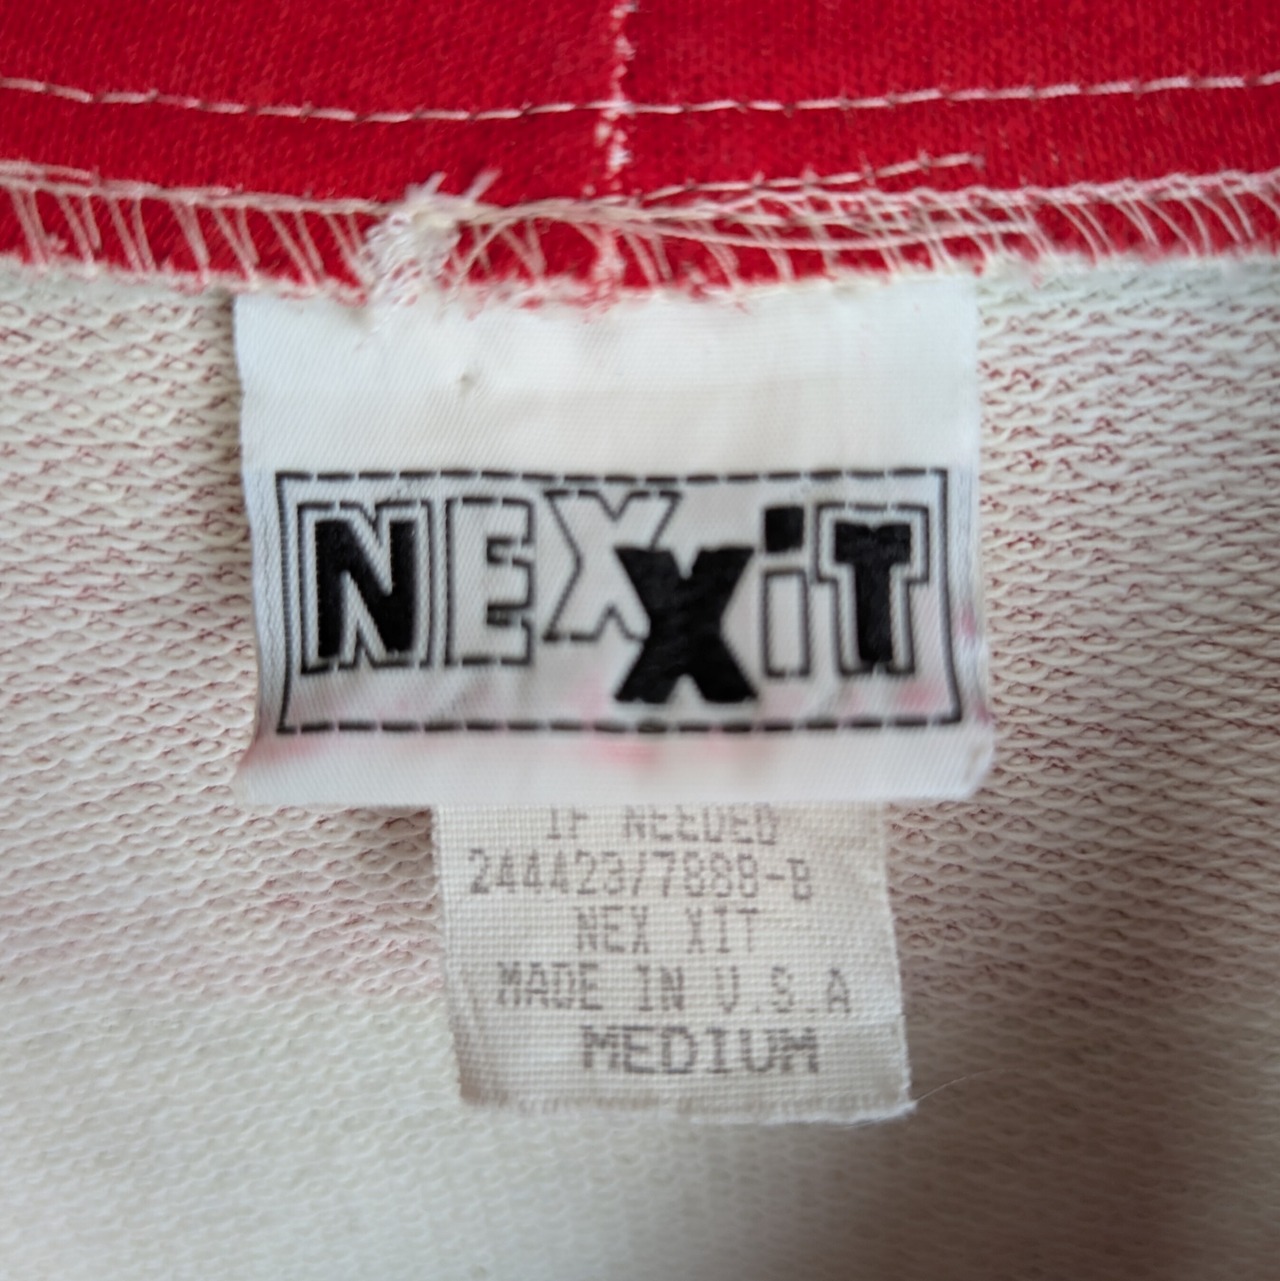 NEXXiT
IF NEEDED
244423/7888-B
NEX XIT
MADE IN U.S.A
MEDIUM